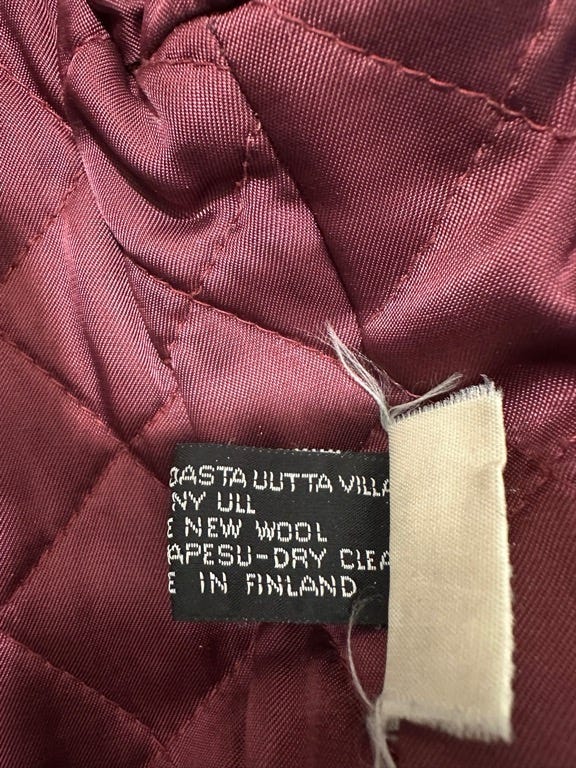 DASTA UUTTA VILLA
NY ULL
E NEW WOOL
APESU-DRY CLEA
E IN FINLAND